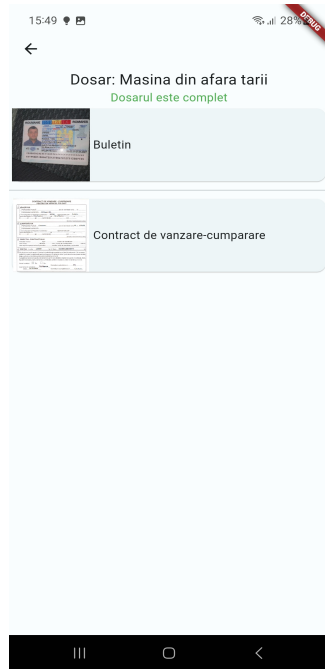 15:49
28%
DEBUG
Dosar: Masina din afara tarii
Dosarul este complet
Buletin
Contract de vanzare-cumparare